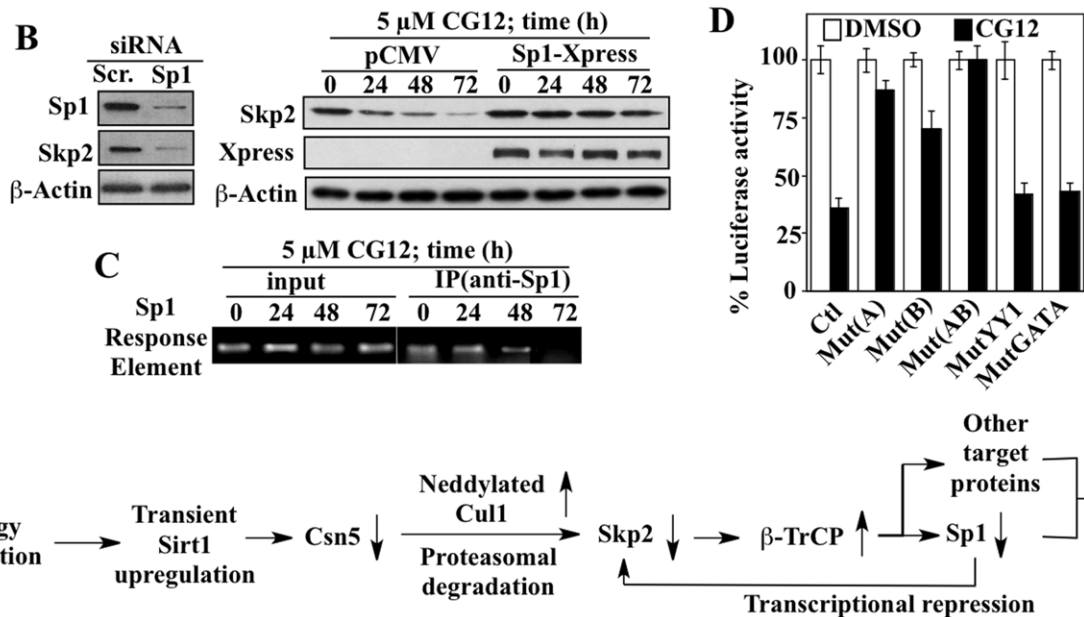 B
siRNA
Scr. Sp1
Sp1
Skp2
β-Actin
5 µM CG12; time (h)
pCMV Sp1-Xpress
0 24 48 72 0 24 48 72
Skp2
Xpress
β-Actin
C
5 µM CG12; time (h)
input IP(anti-Sp1)
0 24 48 72 0 24 48 72
Sp1
Response
Element
D
DMSO CG12
% Luciferase activity
100
75
50
25
0
Ctl
Mut(A)
Mut(B)
Mut(AB)
MutYY1
MutGATA
gy
tion
Transient
Sirt1
upregulation
Csn5
Neddylated
Cul1
Proteasomal
degradation
Skp2
β-TrCP
Other
target
proteins
Sp1
Transcriptional repression